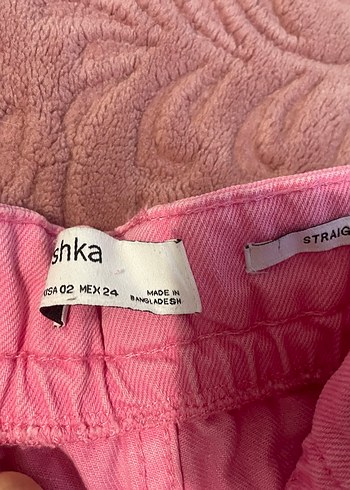 shka
USA 02 MEX 24
MADE IN
BANGLADESH
STRAIG